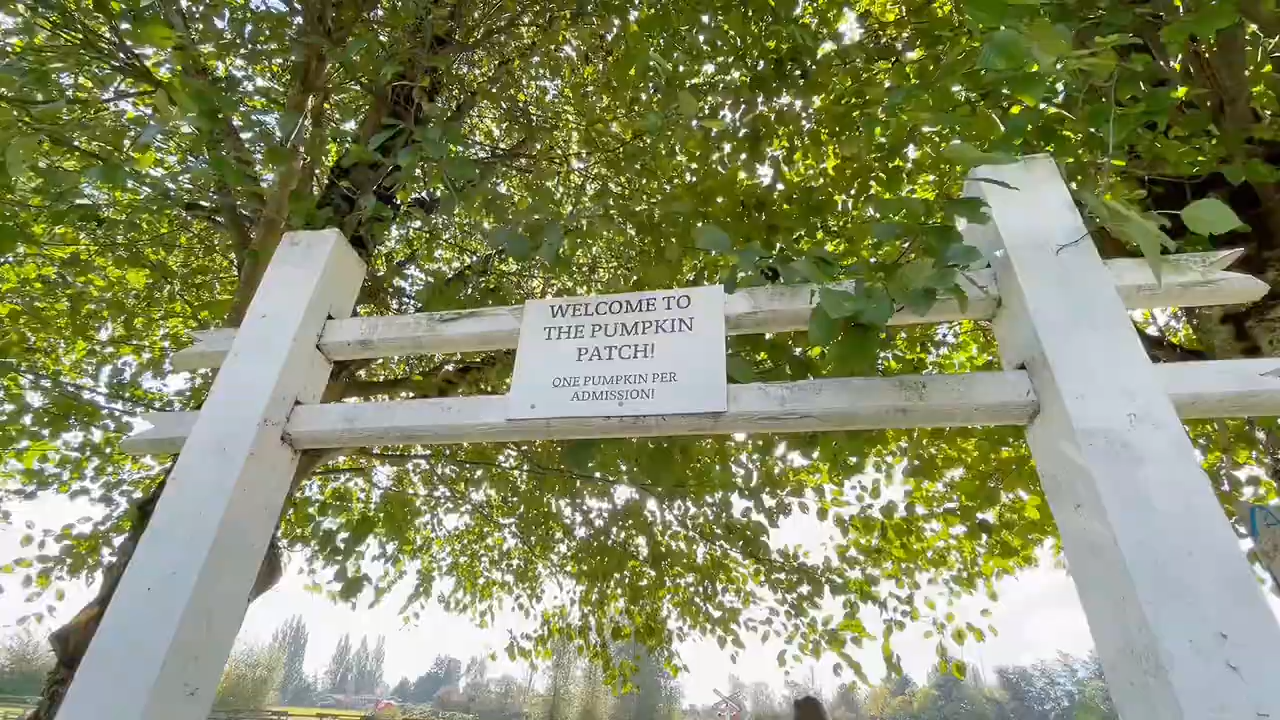 WELCOME TO
THE PUMPKIN
PATCH!
ONE PUMPKIN PER
ADMISSION!